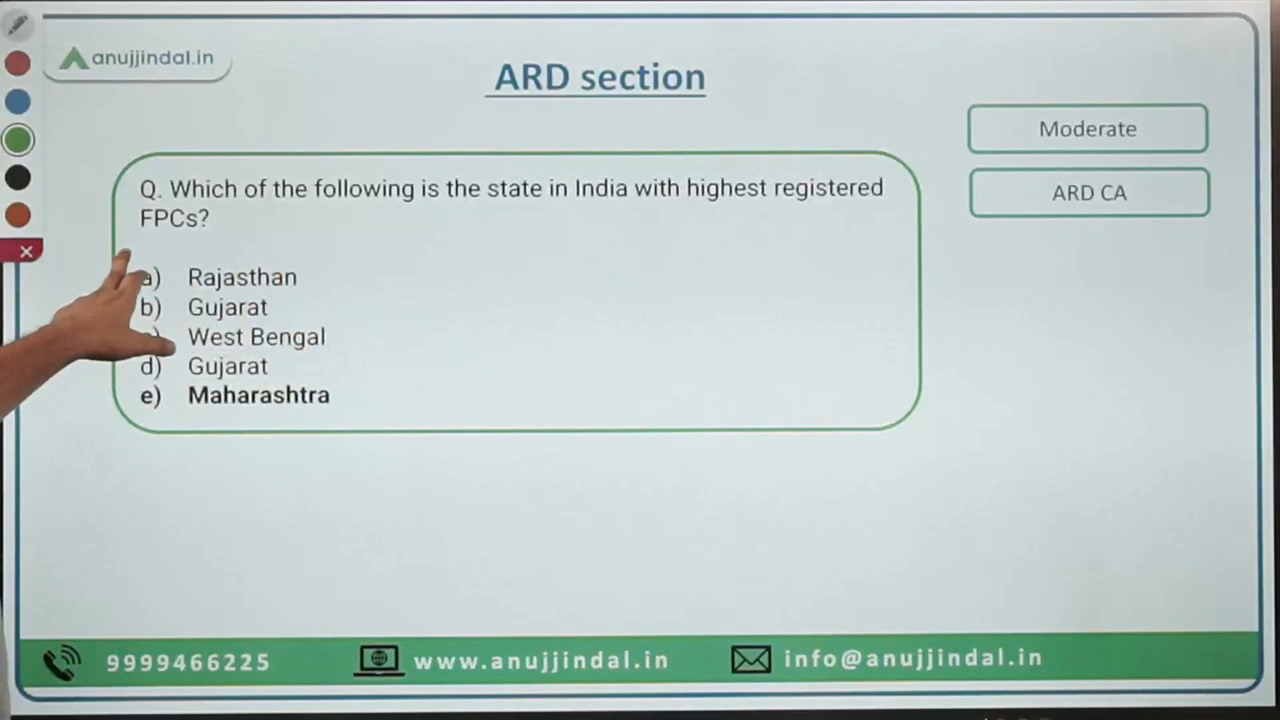 anujjindal.in
ARD section
Moderate
ARD CA
Q. Which of the following is the state in India with highest registered
FPCs?
a) Rajasthan
b) Gujarat
West Bengal
d) Gujarat
e) Maharashtra
9999466225
www.anujjindal.in
info@anujjindal.in